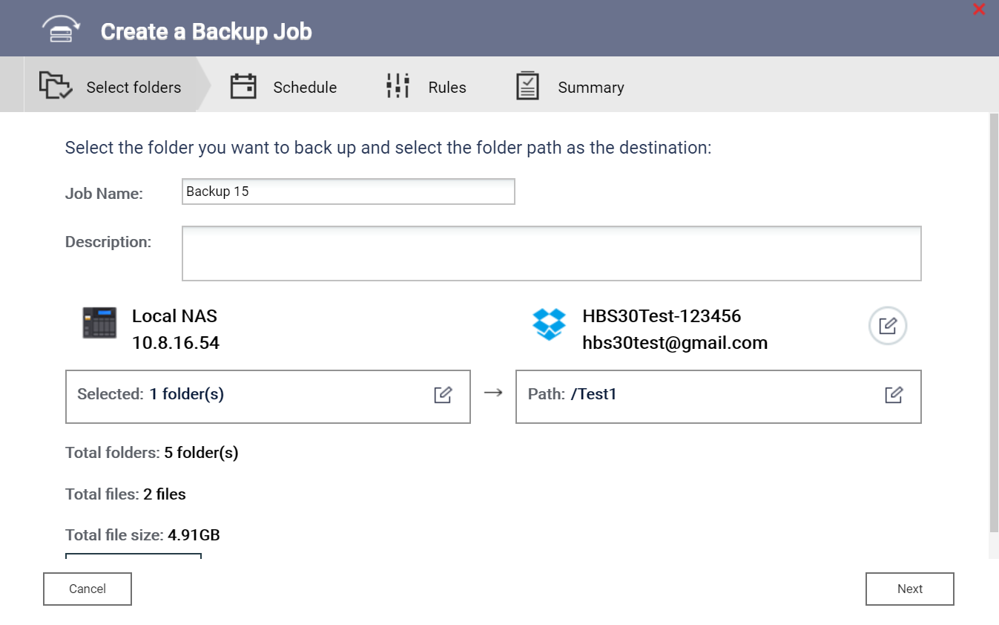 Create a Backup Job
Select folders
Schedule
Rules
Summary
Select the folder you want to back up and select the folder path as the destination:
Job Name: Backup 15
Description:
Local NAS
10.8.16.54
HBS30Test-123456
hbs30test@gmail.com
Selected: 1 folder(s)
Path: /Test1
Total folders: 5 folder(s)
Total files: 2 files
Total file size: 4.91GB
Cancel
Next